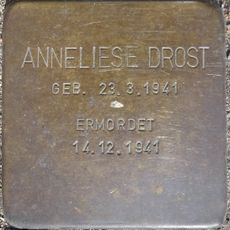 ANNELIESE DROST
GEB. 23.3.1941
ERMORDET
14.12.1941